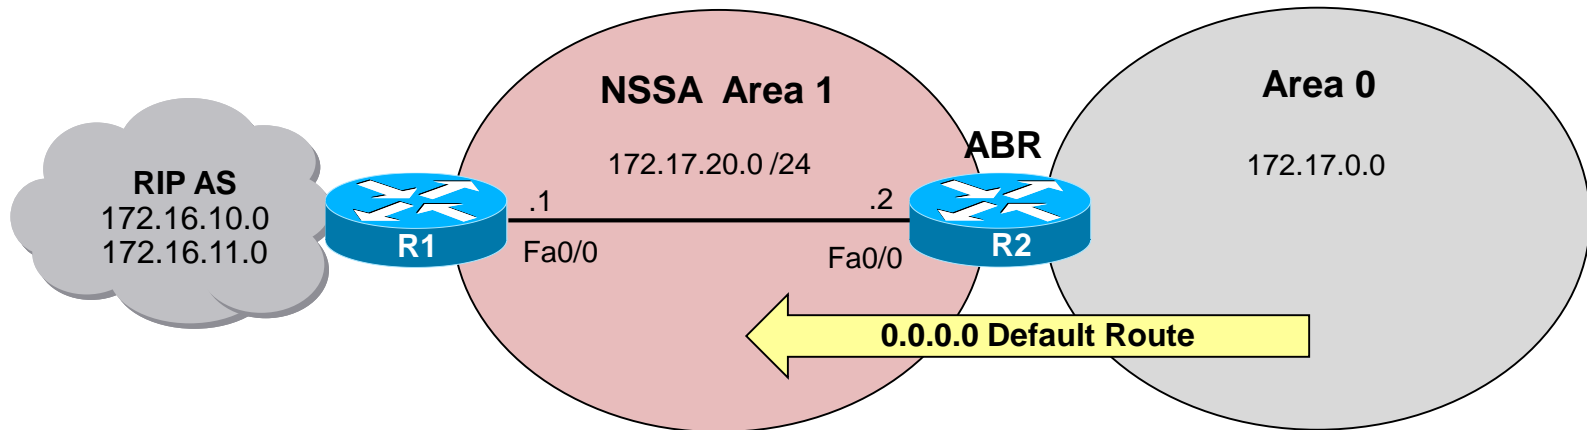 RIP AS
172.16.10.0
172.16.11.0
R1
NSSA Area 1
172.17.20.0 /24
.1
.2
Fa0/0
Fa0/0
ABR
R2
Area 0
172.17.0.0
0.0.0.0 Default Route